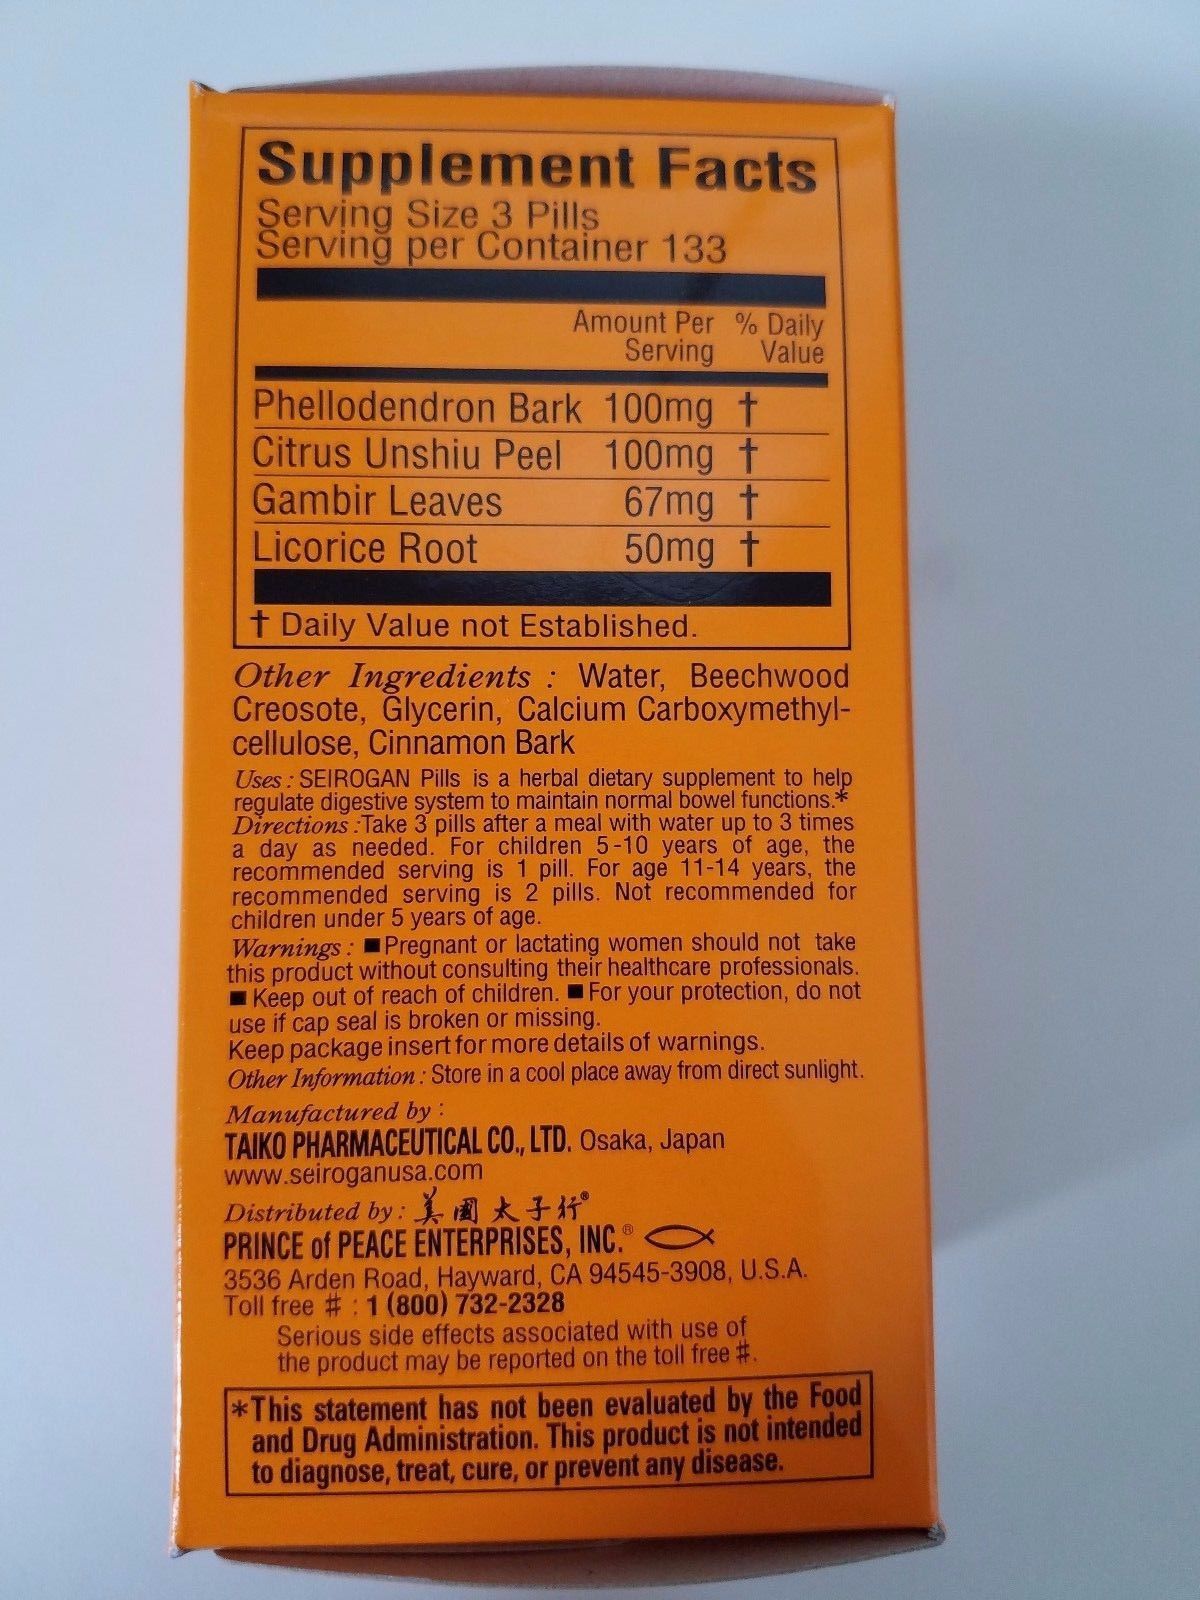 Supplement Facts
Serving Size 3 Pills
Serving per Container 133
Amount Per % Daily
Serving Value
Phellodendron Bark 100mg †
Citrus Unshiu Peel 100mg †
Gambir Leaves 67mg †
Licorice Root 50mg †
† Daily Value not Established.
Other Ingredients : Water, Beechwood
Creosote, Glycerin, Calcium Carboxymethyl-
cellulose, Cinnamon Bark
Uses : SEIROGAN Pills is a herbal dietary supplement to help
regulate digestive system to maintain normal bowel functions.*
Directions :Take 3 pills after a meal with water up to 3 times
a day as needed. For children 5-10 years of age, the
recommended serving is 1 pill. For age 11-14 years, the
recommended serving is 2 pills. Not recommended for
children under 5 years of age.
Warnings : ■ Pregnant or lactating women should not take
this product without consulting their healthcare professionals.
■ Keep out of reach of children. ■ For your protection, do not
use if cap seal is broken or missing.
Keep package insert for more details of warnings.
Other Information : Store in a cool place away from direct sunlight.
Manufactured by :
TAIKO PHARMACEUTICAL CO., LTD. Osaka, Japan
www.seiroganusa.com
Distributed by : 美國太子行®
PRINCE of PEACE ENTERPRISES, INC.®
3536 Arden Road, Hayward, CA 94545-3908, U.S.A.
Toll free # : 1 (800) 732-2328
Serious side effects associated with use of
the product may be reported on the toll free #.
*This statement has not been evaluated by the Food
and Drug Administration. This product is not intended
to diagnose, treat, cure, or prevent any disease.